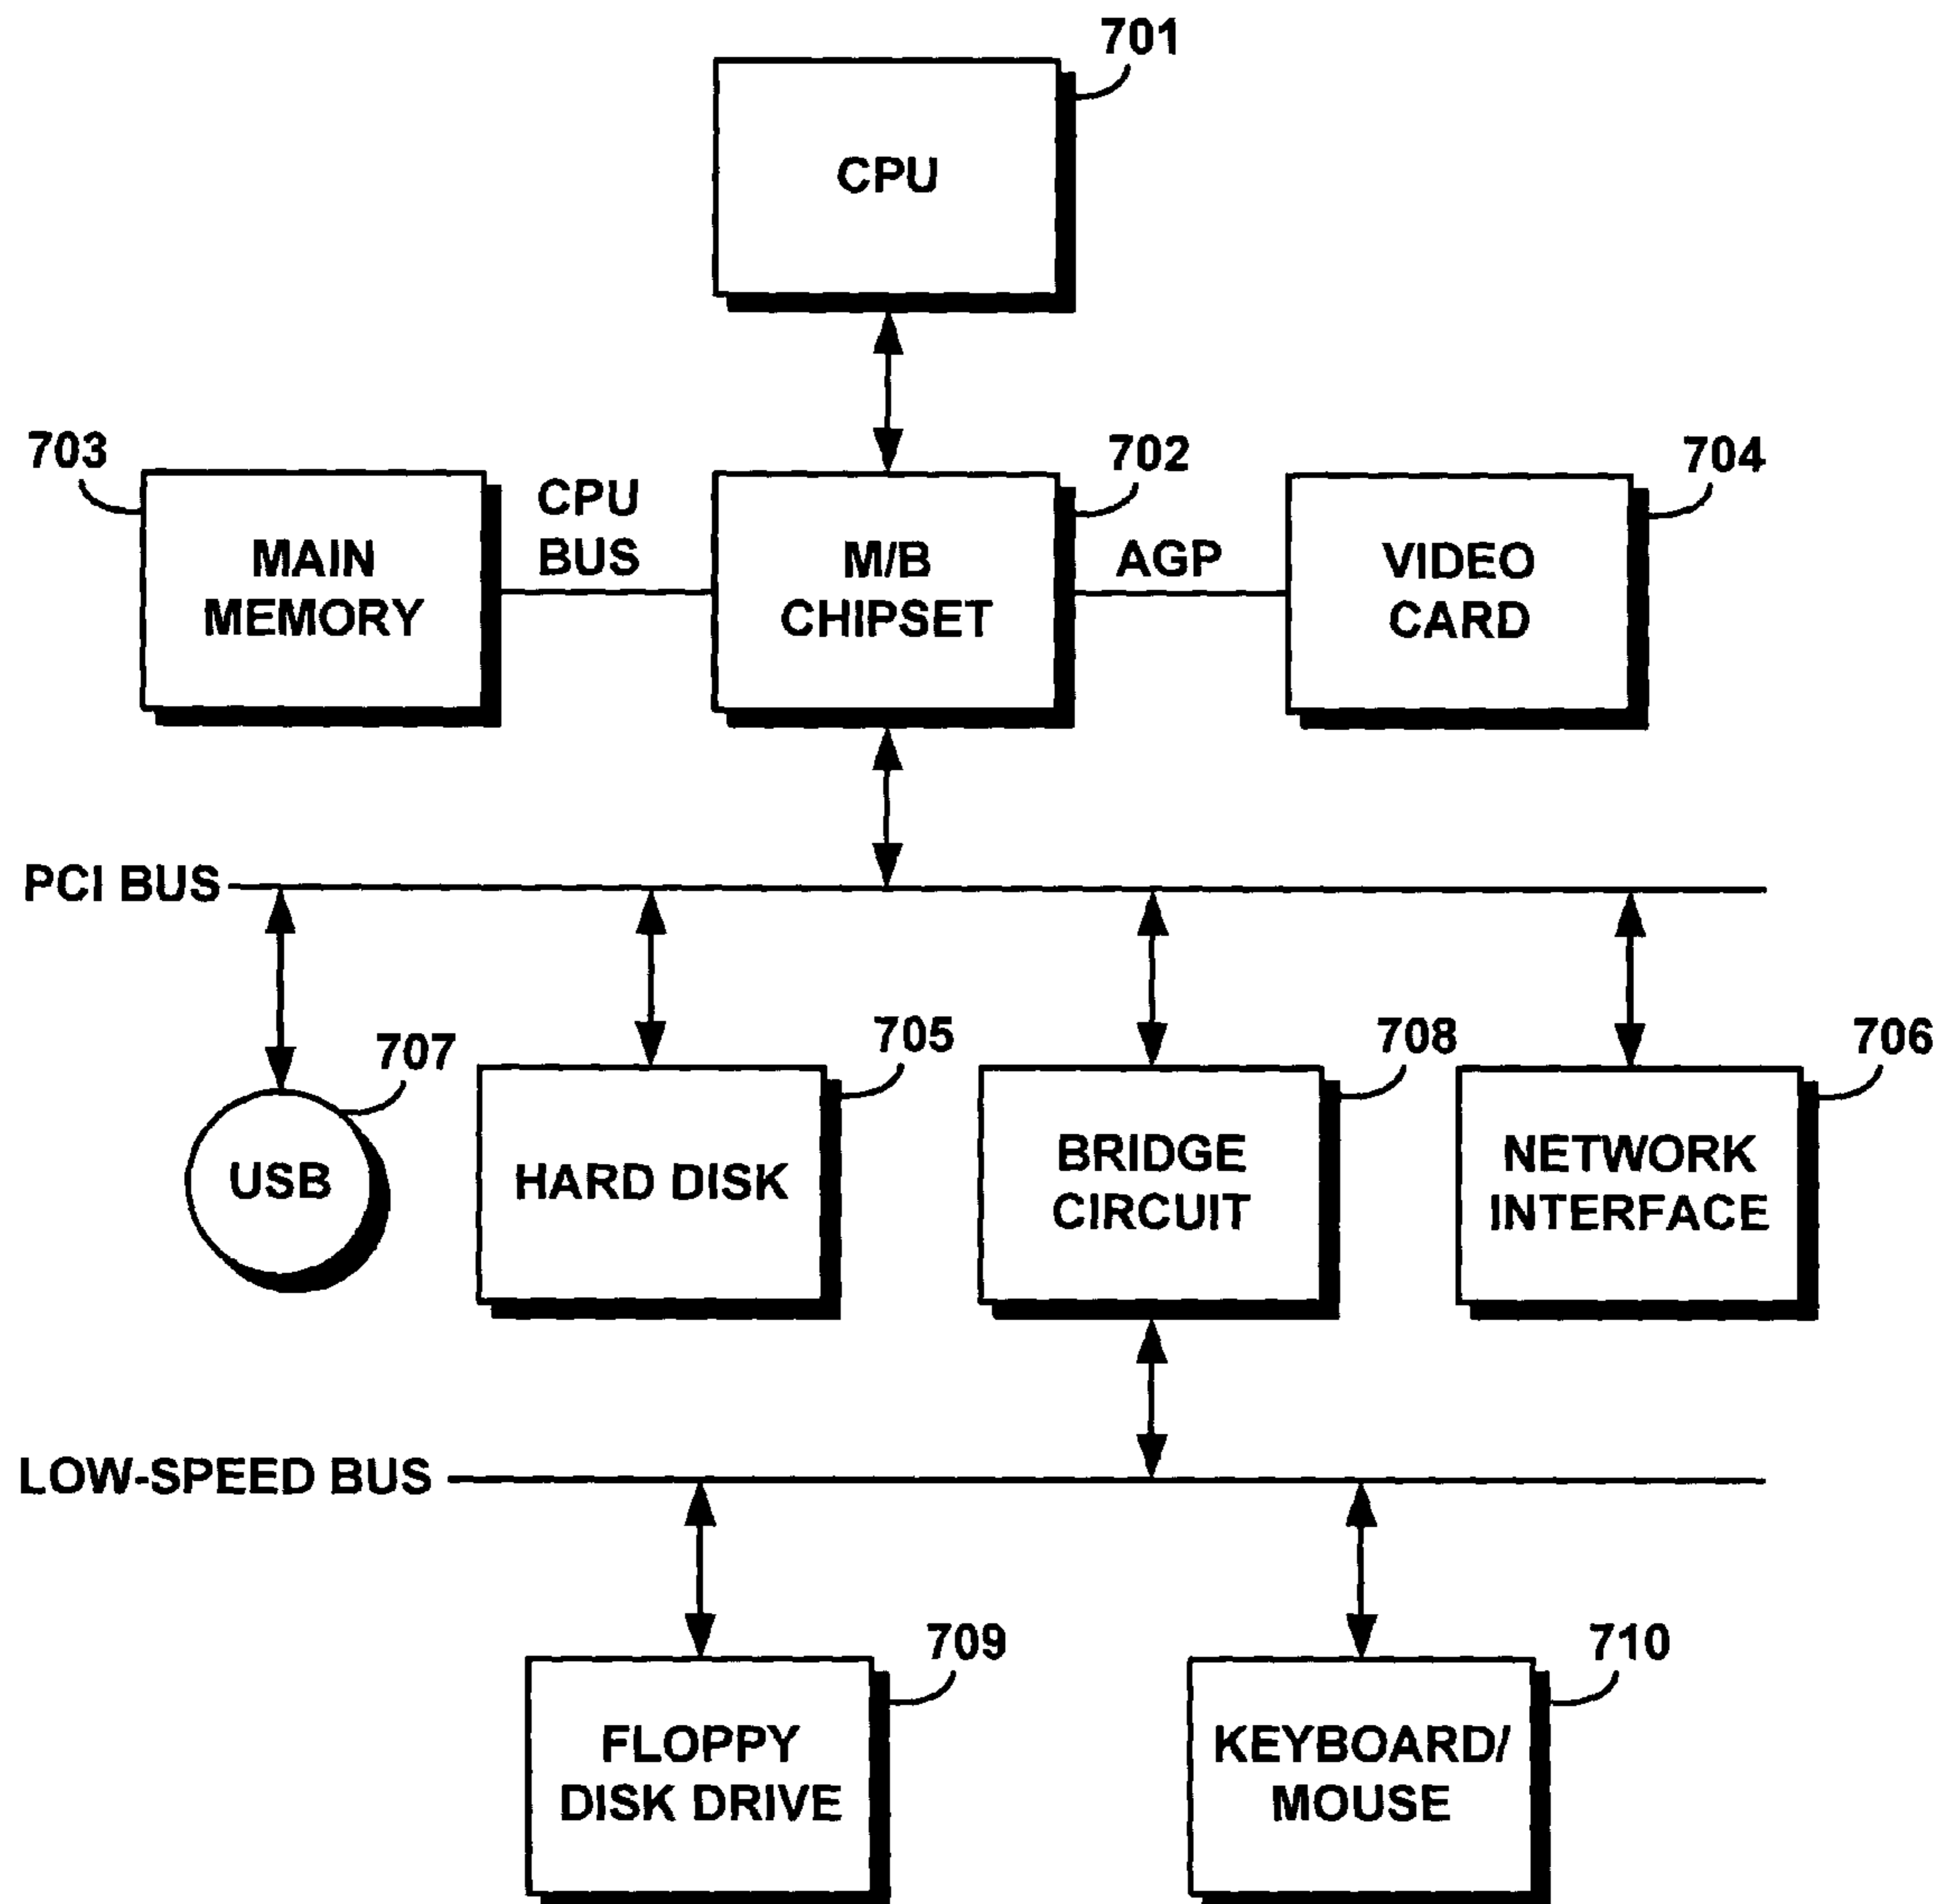 701
CPU
703
CPU
BUS
702
704
MAIN
MEMORY
M/B
CHIPSET
AGP
VIDEO
CARD
PCI BUS
707
705
708
706
USB
HARD DISK
BRIDGE
CIRCUIT
NETWORK
INTERFACE
LOW-SPEED BUS
709
710
FLOPPY
DISK DRIVE
KEYBOARD/
MOUSE